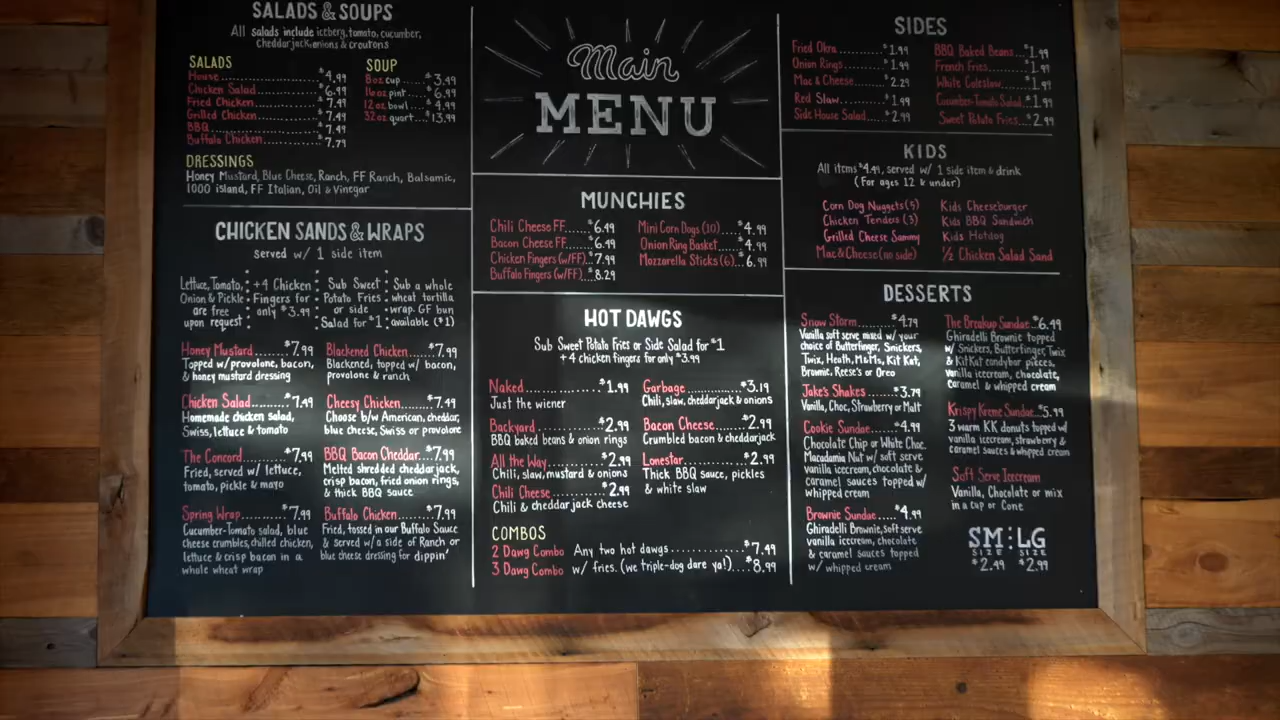 SALADS & SOUPS
All salads include iceberg, tomato, cucumber,
cheddarjack, onions & croutons
SALADS
House $4.99
Chicken Salad $6.99
Fried Chicken $7.49
Grilled Chicken $7.49
BBQ $7.49
Buffalo Chicken $7.79
SOUP
8oz cup $3.49
16oz pint $6.99
12oz bowl $4.99
32oz quart $13.99
DRESSINGS
Honey Mustard, Blue Cheese, Ranch, FF Ranch, Balsamic,
1000 island, FF Italian, Oil & Vinegar
CHICKEN SANDS & WRAPS
served w/ 1 side item
Lettuce, Tomato,
Onion & Pickle
are free
upon request
+4 Chicken
Fingers for
only $3.99
Sub Sweet
Potato Fries
or side
Salad for $1
Sub a whole
wheat tortilla
wrap. GF bun
available ($1)
Honey Mustard $7.99
Topped w/provolone, bacon,
& honey mustard dressing
Chicken Salad $7.49
Homemade chicken salad,
Swiss, lettuce & tomato
The Concord $7.99
Fried, served w/ lettuce,
tomato, pickle & mayo
Spring Wrap $7.99
Cucumber-Tomato salad, blue
cheese crumbles, chilled chicken,
lettuce & crisp bacon in a
whole wheat wrap
Blackened Chicken $7.99
Blackened, topped w/ bacon,
provolone & ranch
Cheesy Chicken $7.49
Choose b/w American, cheddar,
blue cheese, Swiss or provolone
BBQ Bacon Cheddar $7.99
Melted shredded cheddarjack,
crisp bacon, fried onion rings,
& thick BBQ sauce
Buffalo Chicken $7.99
Fried, tossed in our Buffalo Sauce
& served w/a side of Ranch or
blue cheese dressing for dippin'
Main
MENU
MUNCHIES
Chili Cheese FF $6.49
Bacon Cheese FF $6.49
Chicken Fingers (w/FF) $7.99
Buffalo Fingers (w/FF) $8.29
Mini Corn Dogs (10) $4.99
Onion Ring Basket $4.99
Mozzarella Sticks (6) $6.99
HOT DAWGS
Sub Sweet Potato Fries or Side Salad for $1
+4 chicken fingers for only $3.99
Naked $1.99
Just the wiener
Backyard $2.99
BBQ baked beans & onion rings
All the Way $2.99
Chili, slaw, mustard & onions
Chili Cheese $2.99
Chili & cheddarjack cheese
Garbage $3.19
Chili, slaw, cheddarjack & onions
Bacon Cheese $2.99
Crumbled bacon & cheddarjack
Lonestar $2.99
Thick BBQ sauce, pickles
& white slaw
COMBOS
2 Dawg Combo Any two hot dawgs $7.49
3 Dawg Combo w/ fries. (we triple-dog dare ya!) $8.99
SIDES
Fried Okra $1.99
Onion Rings $1.99
Mac & Cheese $2.29
Red Slaw $1.99
Side House Salad $2.99
BBQ Baked Beans $1.99
French Fries $1.99
White Coleslaw $1.99
Cucumber-Tomato Salad $1.99
Sweet Potato Fries $2.99
KIDS
All items $4.49, served w/ 1 side item & drink
(For ages 12 & under)
Corn Dog Nuggets (5)
Chicken Tenders (3)
Grilled Cheese Sammy
Mac & Cheese (no side)
Kids Cheeseburger
Kids BBQ Sandwich
Kids Hotdog
½ Chicken Salad Sand
DESSERTS
Snow Storm $4.79
Vanilla soft serve mixed w/ your
choice of Butterfinger, Snickers,
Twix, Heath, M&Ms, Kit Kat,
Brownie, Reese's or Oreo
Jake's Shakes $3.79
Vanilla, Choc, Strawberry or Malt
Cookie Sundae $4.99
Chocolate Chip or White Choc
Macadamia Nut w/ soft serve
vanilla icecream, chocolate &
caramel sauces topped w/
whipped cream
Brownie Sundae $4.99
Ghiradelli Brownie, soft serve
vanilla icecream, chocolate
& caramel sauces topped
w/ whipped cream
The Breakup Sundae $6.49
Ghiradelli Brownie topped
w/ Snickers, Butterfinger, Twix
& Kit Kat candybar pieces,
vanilla icecream, chocolate,
caramel & whipped cream
Krispy Kreme Sundae $5.99
3 warm KK donuts topped w/
vanilla icecream, strawberry &
caramel sauces & whipped cream
Soft Serve Icecream
Vanilla, Chocolate or mix
in a cup or cone
SM LG
SIZE SIZE
$2.49 $2.99